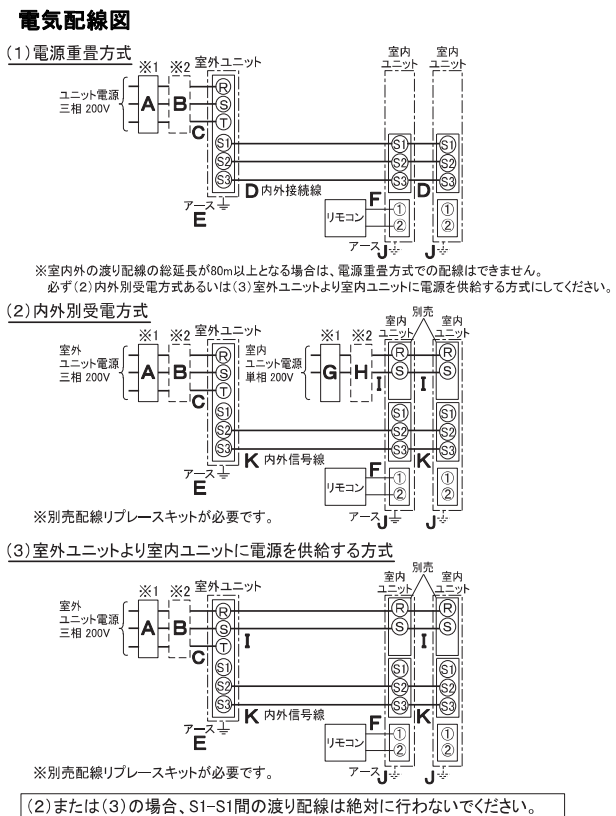 電気配線図
(1)電源重畳方式
※1 ※2 室外ユニット 室内ユニット 室内ユニット
ユニット電源
三相 200V
A B C
R
S
T
S1 S1 S1
S2 S2 S2
S3 S3 S3
D 内外接続線 F D
アース
E
リモコン
① ①
② ②
アース J J
※室内外の渡り配線の総延長が80m以上となる場合は、電源重畳方式での配線はできません。
必ず(2)内外別受電方式あるいは(3)室外ユニットより室内ユニットに電源を供給する方式にしてください。
(2)内外別受電方式
別売
※1 ※2 室外ユニット ※1 ※2 室内ユニット 室内ユニット
室外
ユニット電源
三相 200V
A B C
室内
ユニット電源
単相 200V
G H I I
R R R
S S S
T
S1 S1 S1
S2 S2 S2
S3 S3 S3
K 内外信号線 F K
アース
E
リモコン
① ①
② ②
アース J J
※別売配線リプレースキットが必要です。
(3)室外ユニットより室内ユニットに電源を供給する方式
別売
※1 ※2 室外ユニット 室内ユニット 室内ユニット
室外
ユニット電源
三相 200V
A B C
R R R
S S S
I I
T
S1 S1 S1
S2 S2 S2
S3 S3 S3
K 内外信号線 F K
アース
E
リモコン
① ①
② ②
アース J J
※別売配線リプレースキットが必要です。
(2)または(3)の場合、S1-S1間の渡り配線は絶対に行わないでください。